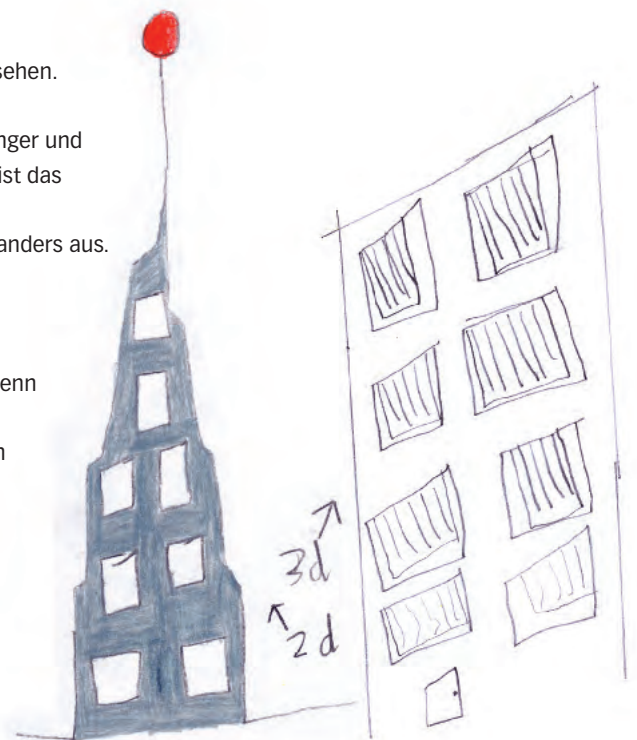 sehen.
nger und
ist das
anders aus.
enn
n
3d
2d